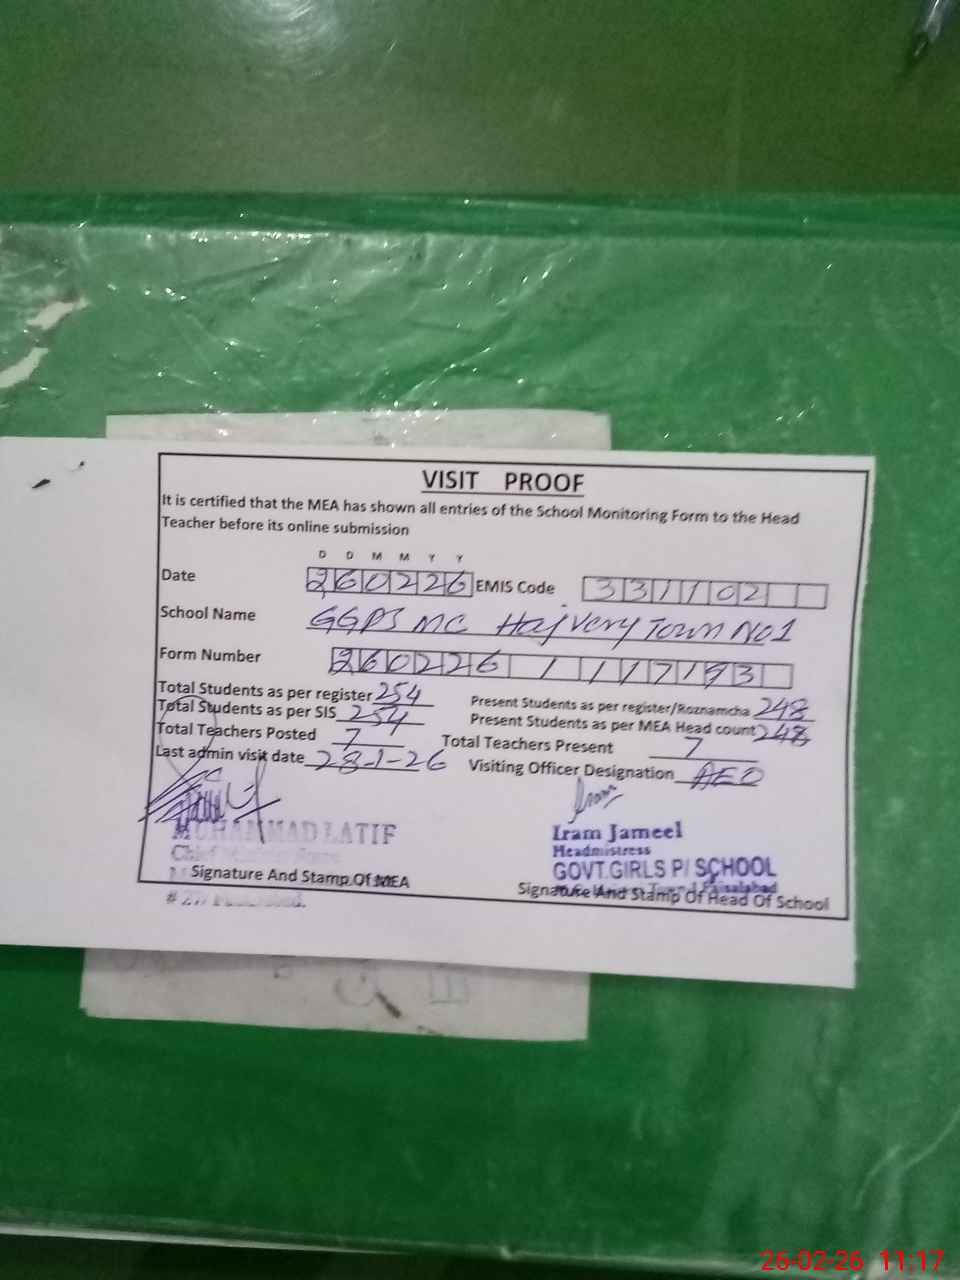 VISIT PROOF
It is certified that the MEA has shown all entries of the School Monitoring Form to the Head
Teacher before its online submission
D D M M Y Y
Date 260226 EMIS Code 331102
School Name GGPS MC Hajvery Town No1
Form Number 260226 1117193
Total Students as per register 254 Present Students as per register/Roznamcha 248
Total Students as per SIS 254 Present Students as per MEA Head count 248
Total Teachers Posted 7 Total Teachers Present 7
Last admin visit date 28-1-26 Visiting Officer Designation AEO
MUHAMMAD LATIF Iram Jameel
Headmistress
GOVT.GIRLS P/ SCHOOL
Faisalabad
Signature And Stamp Of MEA Signature And Stamp Of Head Of School
26-02-26 11:17